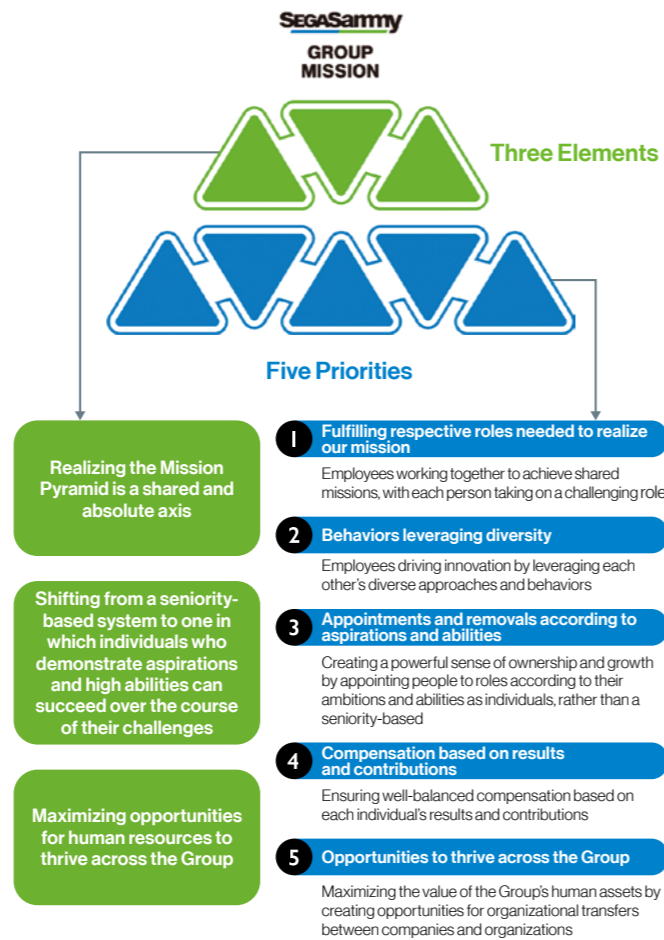 SEGASammy
GROUP
MISSION
Three Elements
Five Priorities
Realizing the Mission
Pyramid is a shared and
absolute axis
Shifting from a seniority-
based system to one in
which individuals who
demonstrate aspirations
and high abilities can
succeed over the course
of their challenges
Maximizing opportunities
for human resources to
thrive across the Group
1 Fulfilling respective roles needed to realize
our mission
Employees working together to achieve shared
missions, with each person taking on a challenging role
2 Behaviors leveraging diversity
Employees driving innovation by leveraging each
other's diverse approaches and behaviors
3 Appointments and removals according to
aspirations and abilities
Creating a powerful sense of ownership and growth
by appointing people to roles according to their
ambitions and abilities as individuals, rather than a
seniority-based
4 Compensation based on results
and contributions
Ensuring well-balanced compensation based on
each individual's results and contributions
5 Opportunities to thrive across the Group
Maximizing the value of the Group's human assets by
creating opportunities for organizational transfers
between companies and organizations